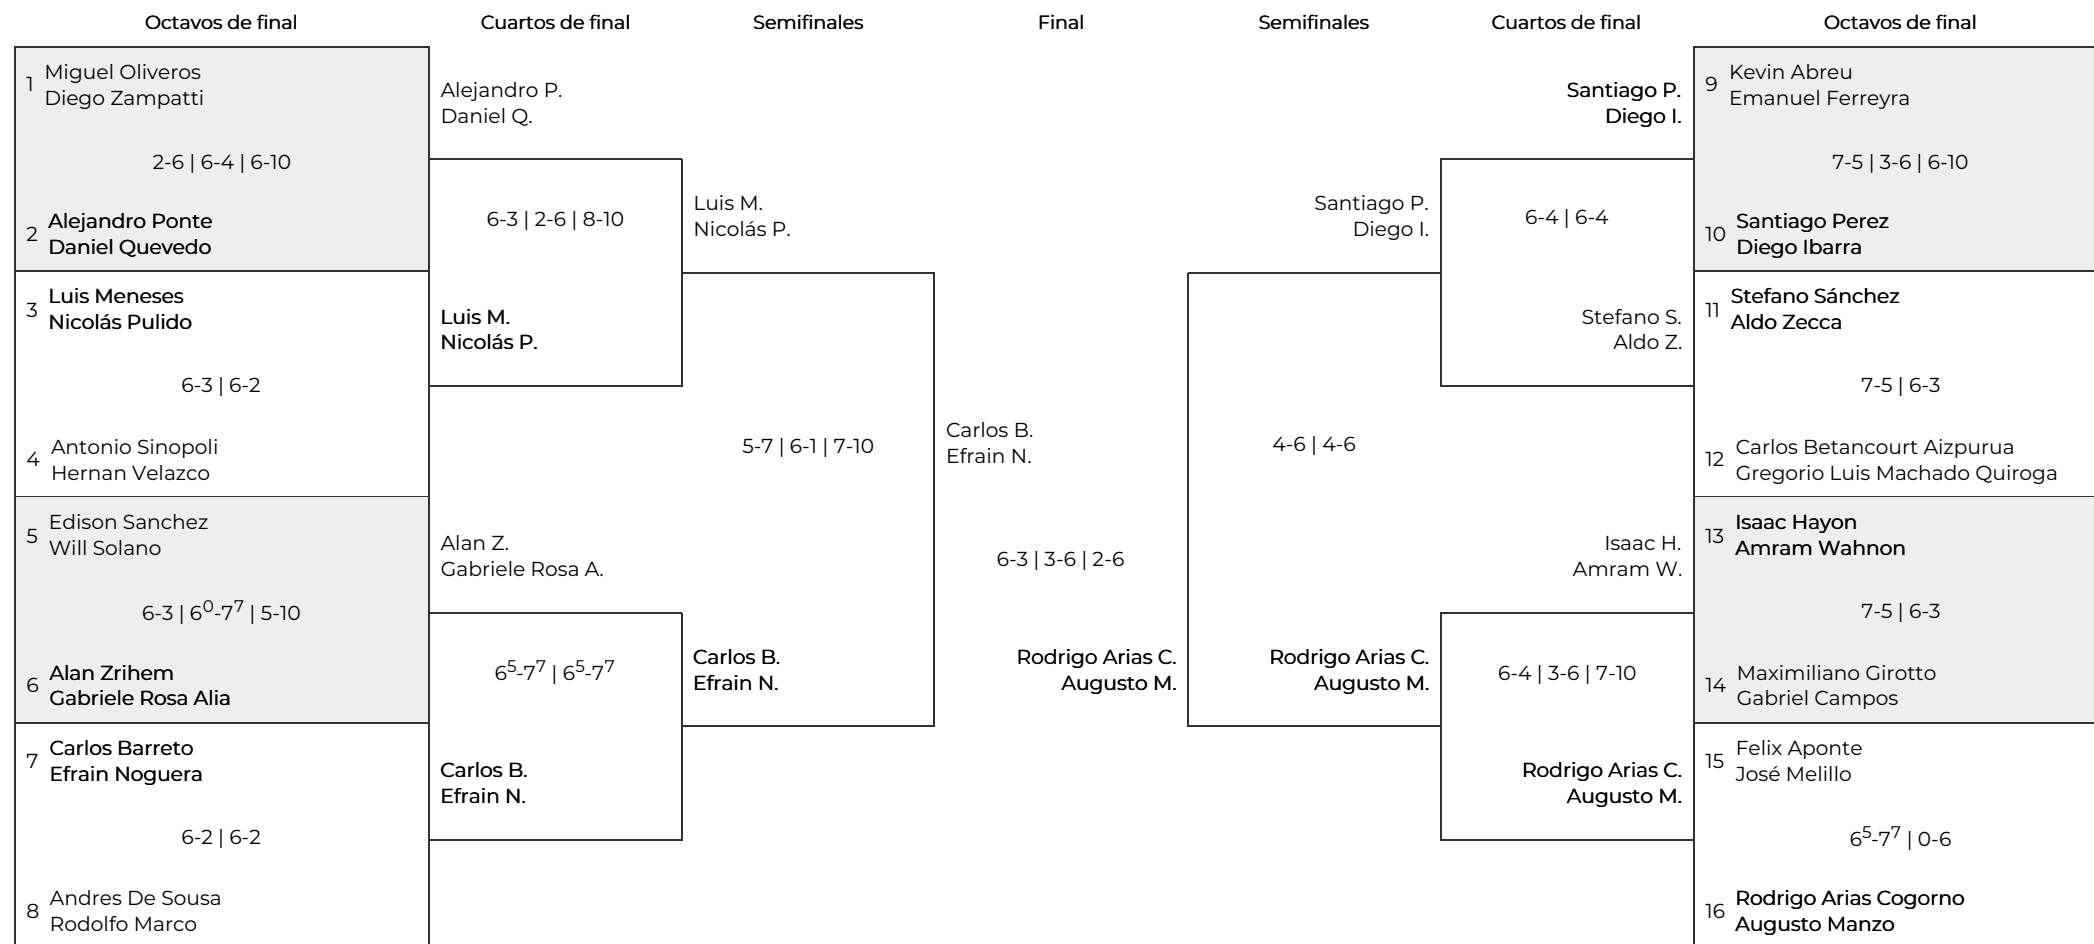 Octavos de final
Cuartos de final
Semifinales
Final
Semifinales
Cuartos de final
Octavos de final
1
Miguel Oliveros
Diego Zampatti
2-6 | 6-4 | 6-10
2
Alejandro Ponte
Daniel Quevedo
3
Luis Meneses
Nicolás Pulido
6-3 | 6-2
4
Antonio Sinopoli
Hernan Velazco
5
Edison Sanchez
Will Solano
6-3 | 6⁰-7⁷ | 5-10
6
Alan Zrihem
Gabriele Rosa Alia
7
Carlos Barreto
Efrain Noguera
6-2 | 6-2
8
Andres De Sousa
Rodolfo Marco
Alejandro P.
Daniel Q.
6-3 | 2-6 | 8-10
Luis M.
Nicolás P.
Alan Z.
Gabriele Rosa A.
6⁵-7⁷ | 6⁵-7⁷
Carlos B.
Efrain N.
Luis M.
Nicolás P.
5-7 | 6-1 | 7-10
Carlos B.
Efrain N.
Carlos B.
Efrain N.
6-3 | 3-6 | 2-6
Rodrigo Arias C.
Augusto M.
Santiago P.
Diego I.
4-6 | 4-6
Rodrigo Arias C.
Augusto M.
Santiago P.
Diego I.
6-4 | 6-4
Stefano S.
Aldo Z.
Isaac H.
Amram W.
6-4 | 3-6 | 7-10
Rodrigo Arias C.
Augusto M.
9
Kevin Abreu
Emanuel Ferreyra
7-5 | 3-6 | 6-10
10
Santiago Perez
Diego Ibarra
11
Stefano Sánchez
Aldo Zecca
7-5 | 6-3
12
Carlos Betancourt Aizpurua
Gregorio Luis Machado Quiroga
13
Isaac Hayon
Amram Wahnon
7-5 | 6-3
14
Maximiliano Girotto
Gabriel Campos
15
Felix Aponte
José Melillo
6⁵-7⁷ | 0-6
16
Rodrigo Arias Cogorno
Augusto Manzo